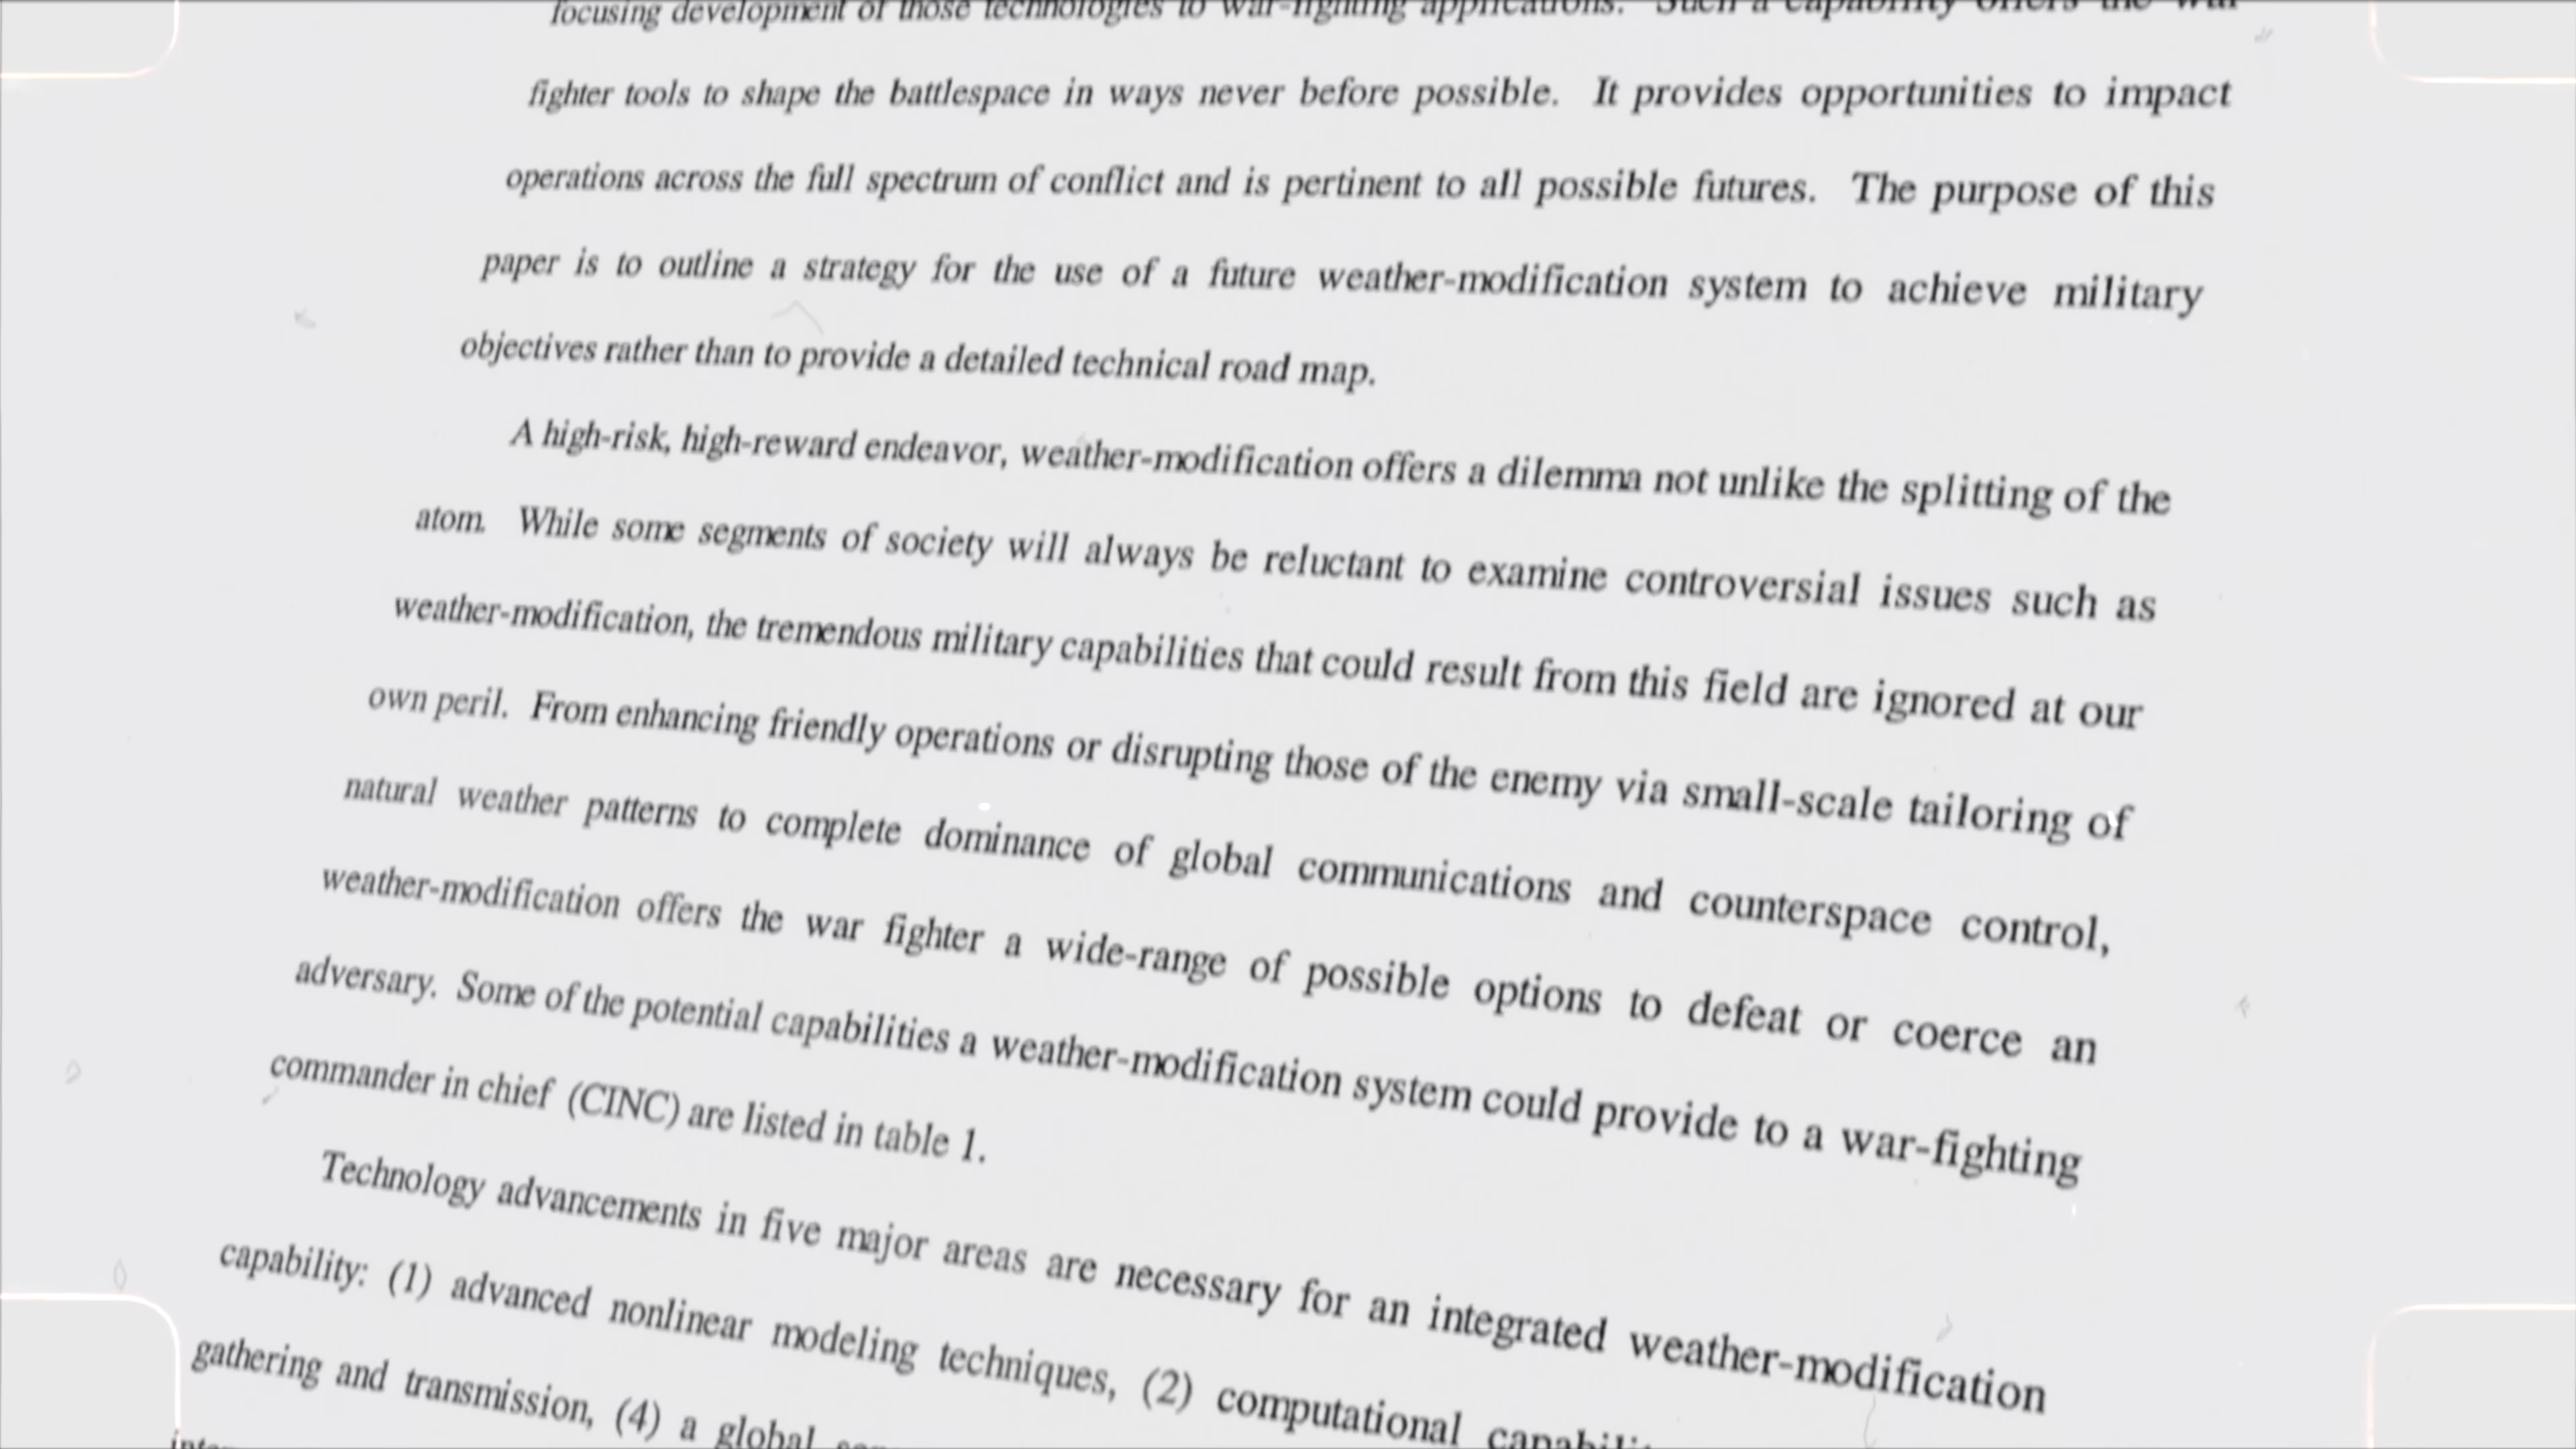 focusing development of those technologies to war-fighting applications. Such a capability offers the war
fighter tools to shape the battlespace in ways never before possible. It provides opportunities to impact
operations across the full spectrum of conflict and is pertinent to all possible futures. The purpose of this
paper is to outline a strategy for the use of a future weather-modification system to achieve military
objectives rather than to provide a detailed technical road map.
A high-risk, high-reward endeavor, weather-modification offers a dilemma not unlike the splitting of the
atom. While some segments of society will always be reluctant to examine controversial issues such as
weather-modification, the tremendous military capabilities that could result from this field are ignored at our
own peril. From enhancing friendly operations or disrupting those of the enemy via small-scale tailoring of
natural weather patterns to complete dominance of global communications and counterspace control,
weather-modification offers the war fighter a wide-range of possible options to defeat or coerce an
adversary. Some of the potential capabilities a weather-modification system could provide to a war-fighting
commander in chief (CINC) are listed in table 1.
Technology advancements in five major areas are necessary for an integrated weather-modification
capability: (1) advanced nonlinear modeling techniques, (2) computational
gathering and transmission, (4) a global